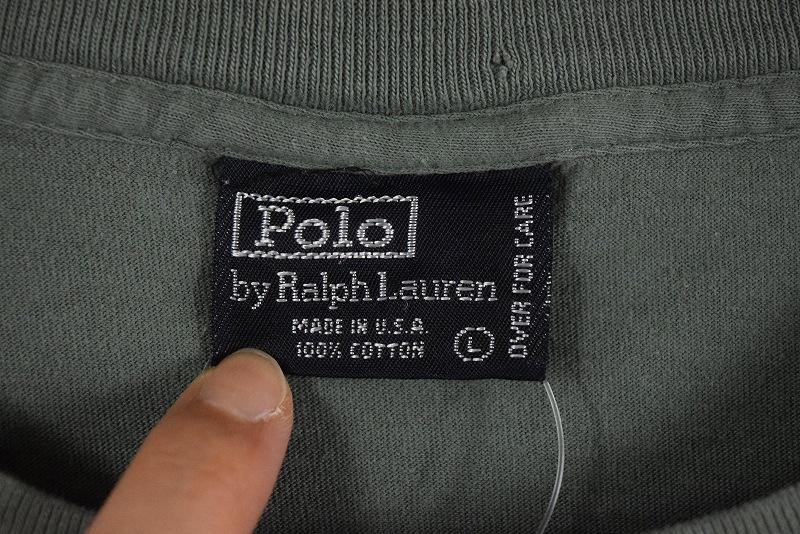 Polo
by Ralph Lauren
MADE IN U.S.A.
100% COTTON
L
OVER FOR CARE